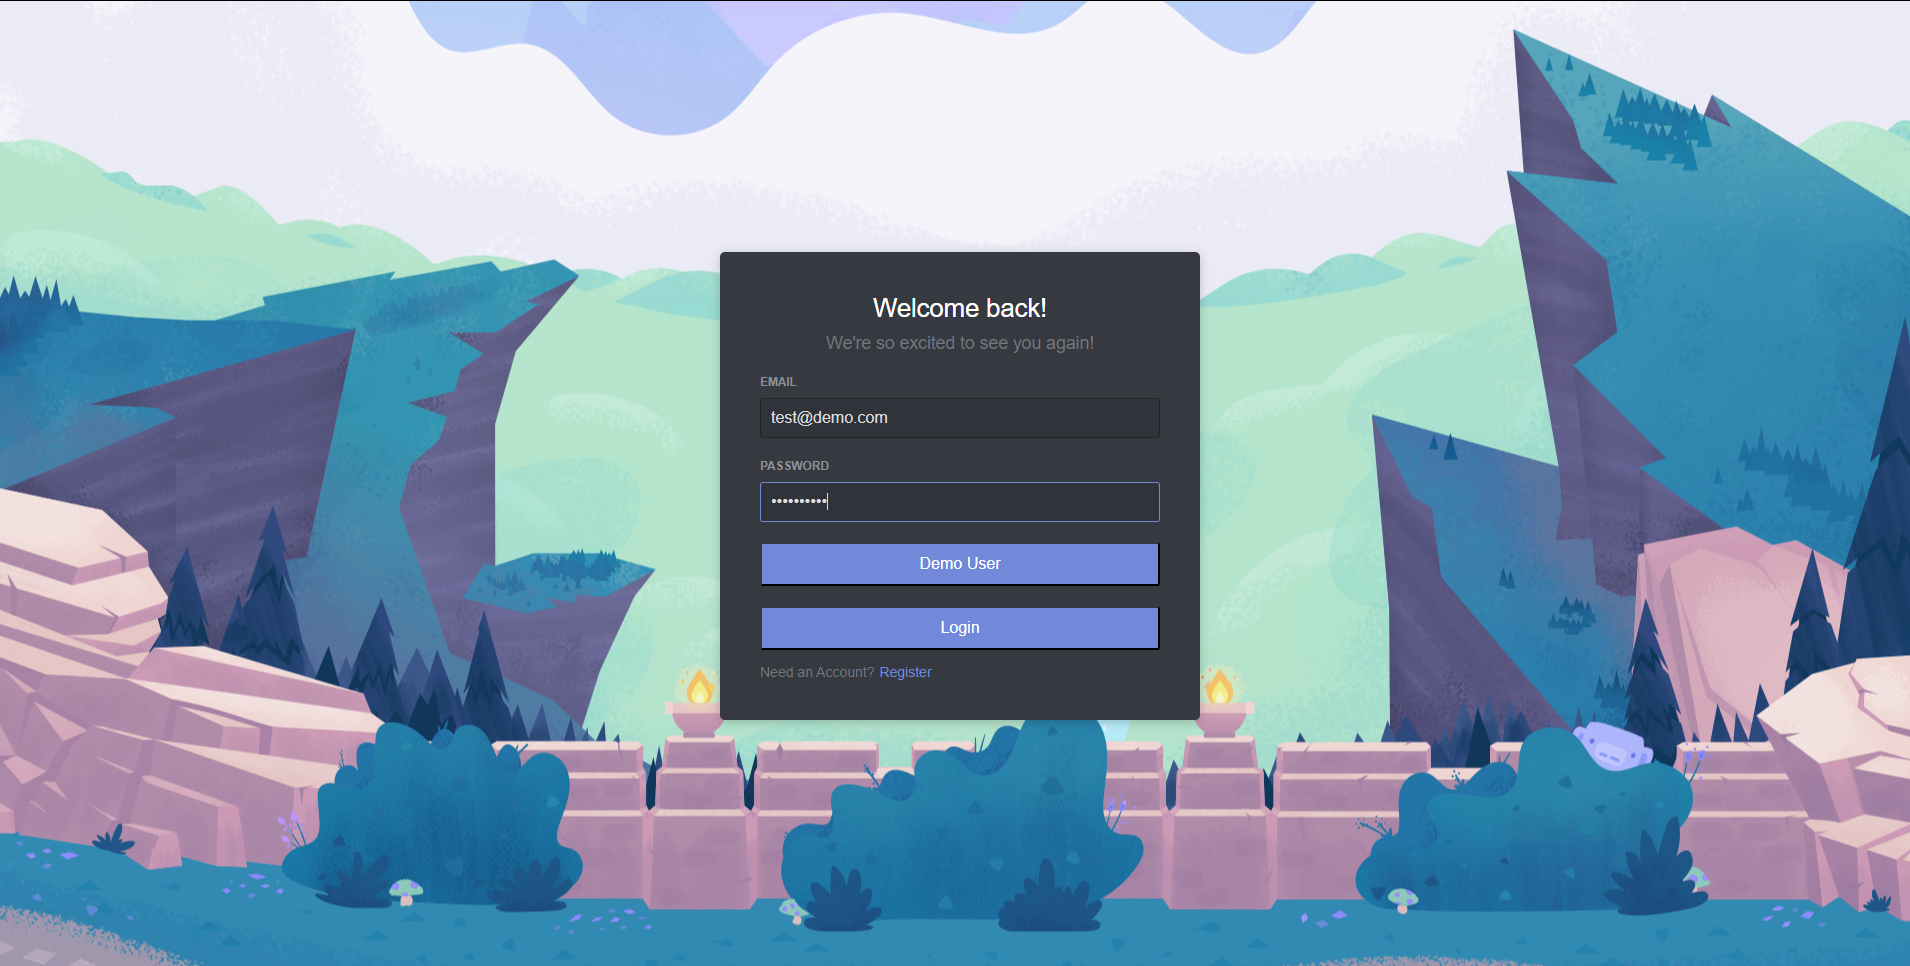 Welcome back!
We're so excited to see you again!
EMAIL
test@demo.com
PASSWORD
••••••••••
Demo User
Login
Need an Account? Register